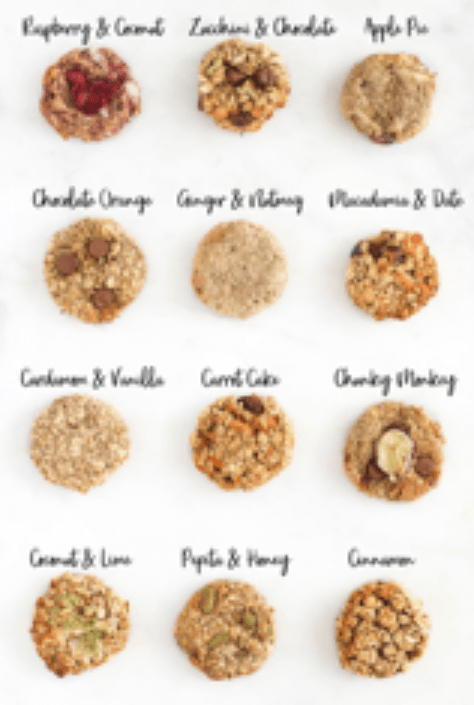 Raspberry & Coconut
Zucchini & Chocolate
Apple Pie
Chocolate Orange
Ginger & Nutmeg
Macadamia & Date
Cardamom & Vanilla
Carrot Cake
Chunky Monkey
Coconut & Lime
Pepita & Honey
Cinnamon